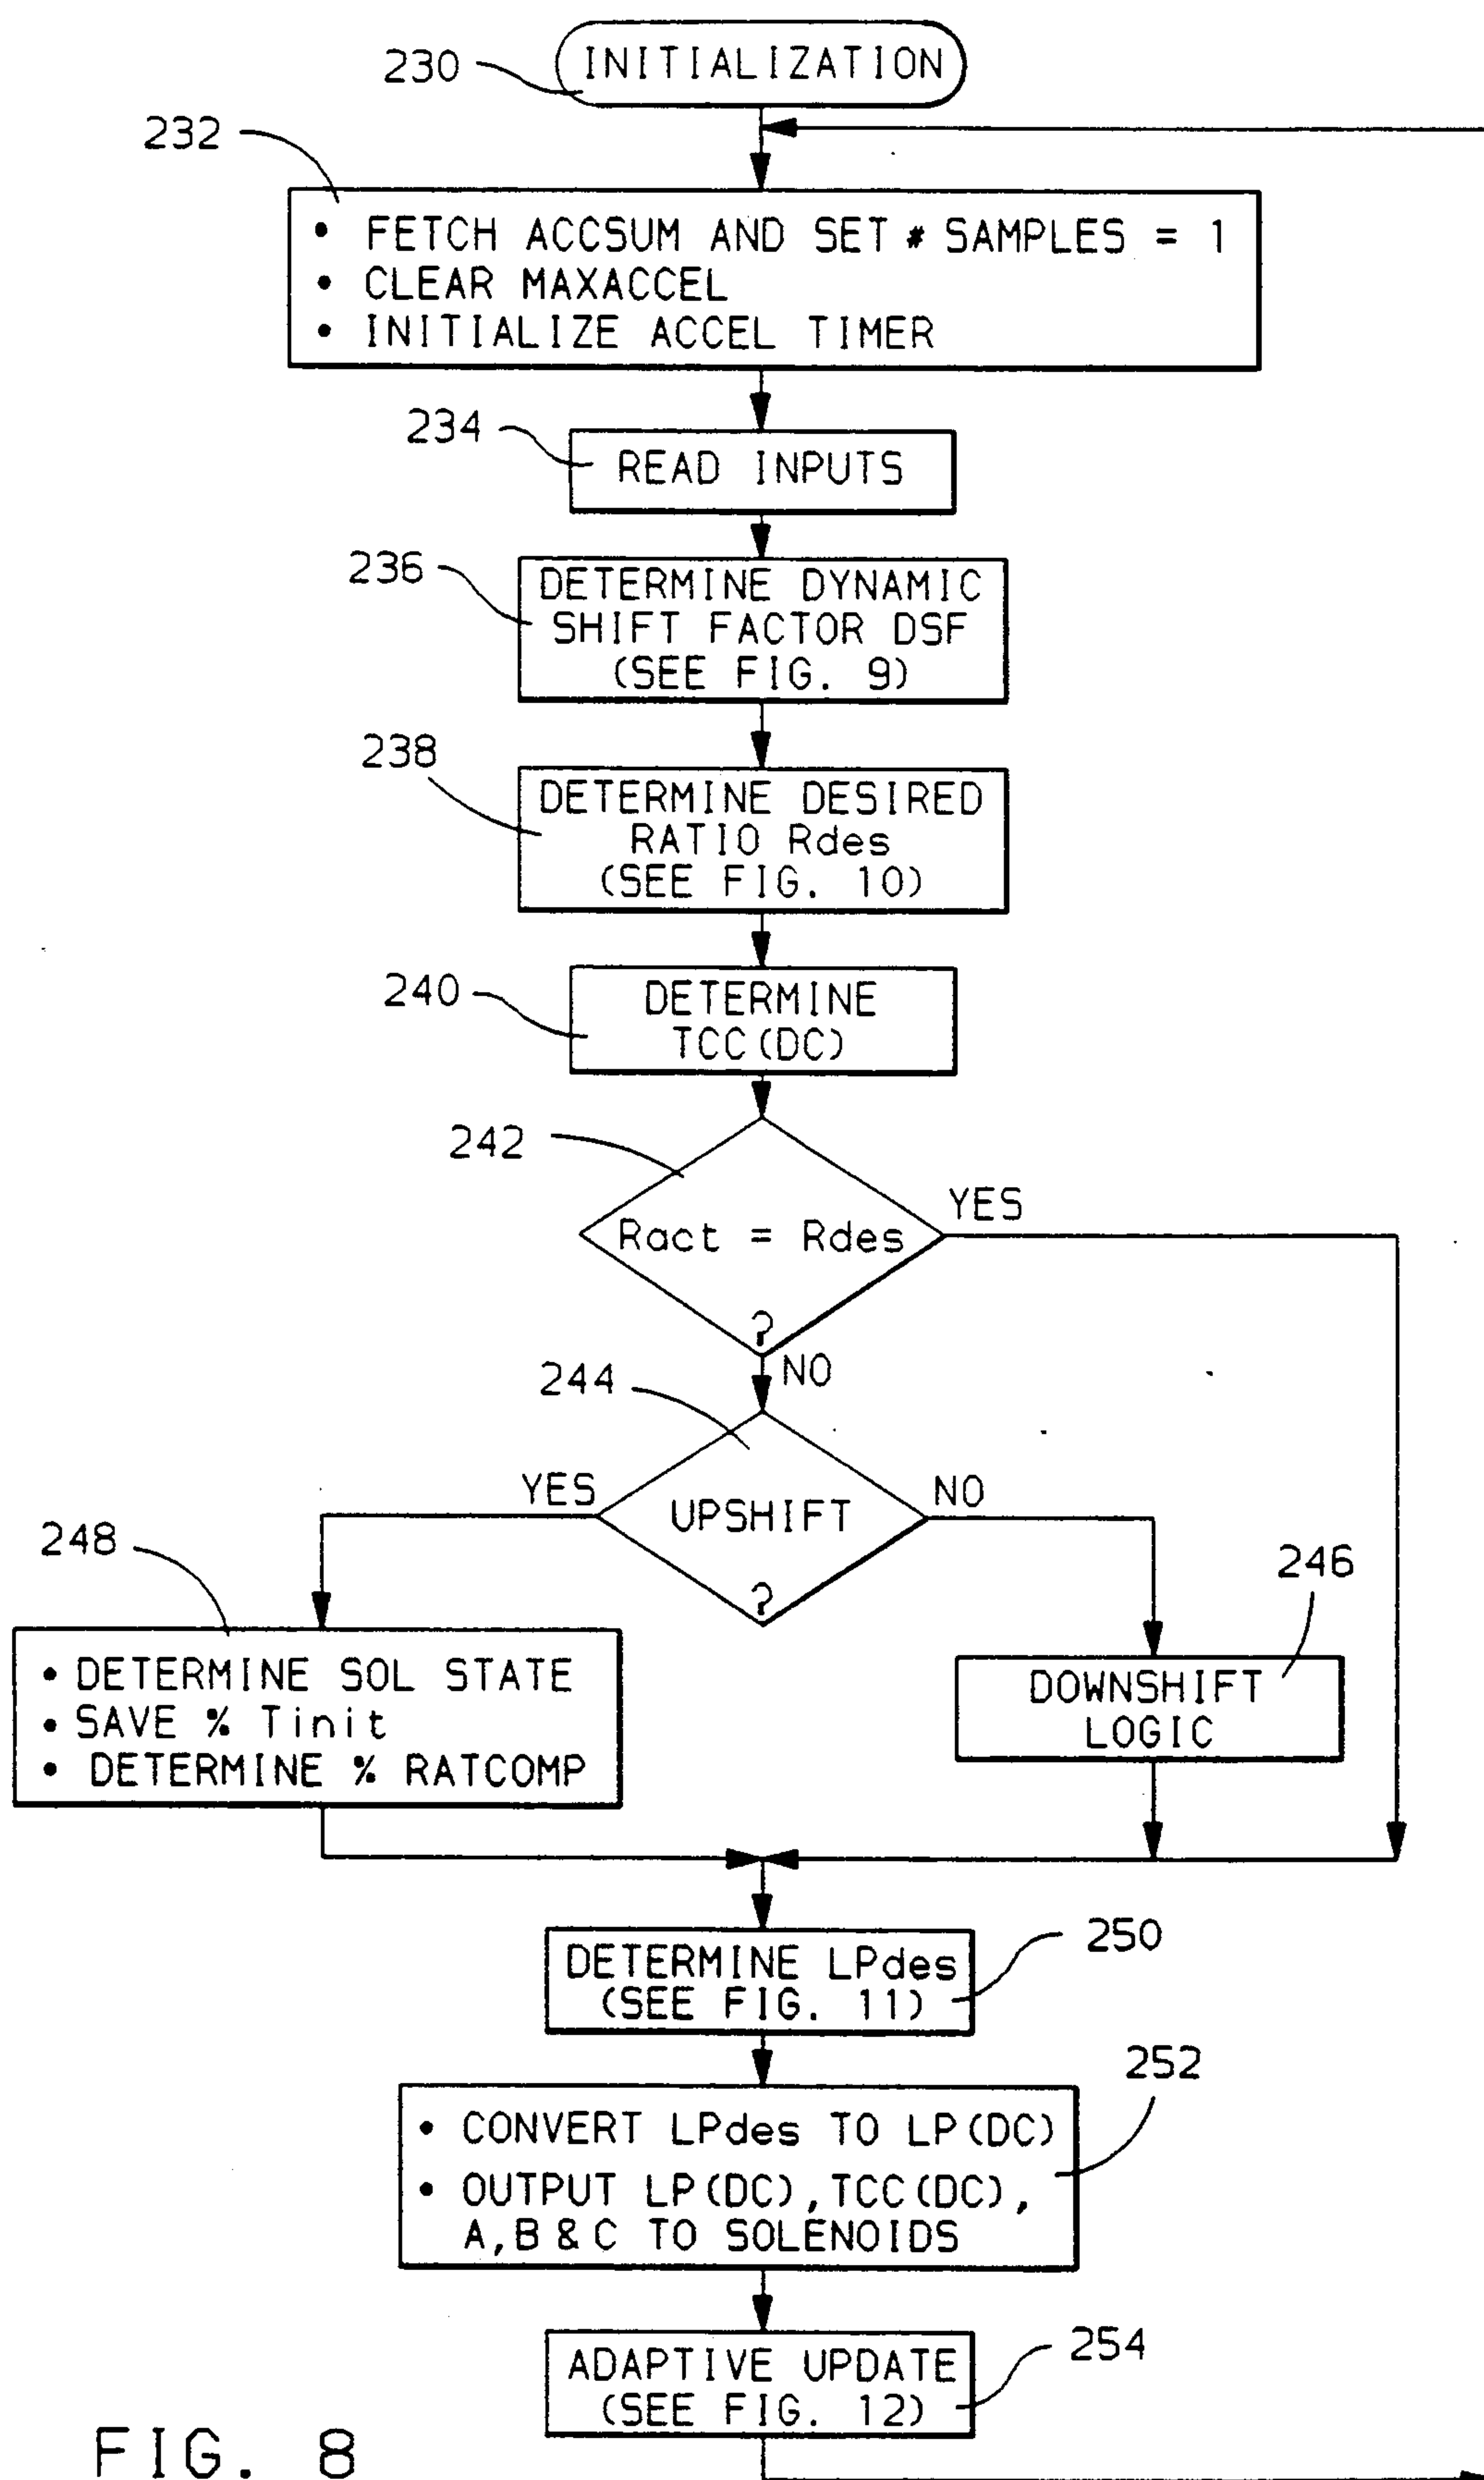 230
INITIALIZATION
232
• FETCH ACCSUM AND SET # SAMPLES = 1
• CLEAR MAXACCEL
• INITIALIZE ACCEL TIMER
234
READ INPUTS
236
DETERMINE DYNAMIC
SHIFT FACTOR DSF
(SEE FIG. 9)
238
DETERMINE DESIRED
RATIO Rdes
(SEE FIG. 10)
240
DETERMINE
TCC(DC)
242
Ract = Rdes
?
YES
NO
244
UPSHIFT
?
YES
NO
248
• DETERMINE SOL STATE
• SAVE % Tinit
• DETERMINE % RATCOMP
246
DOWNSHIFT
LOGIC
DETERMINE LPdes
(SEE FIG. 11)
250
252
• CONVERT LPdes TO LP(DC)
• OUTPUT LP(DC), TCC(DC),
A, B & C TO SOLENOIDS
ADAPTIVE UPDATE
(SEE FIG. 12)
254
FIG. 8